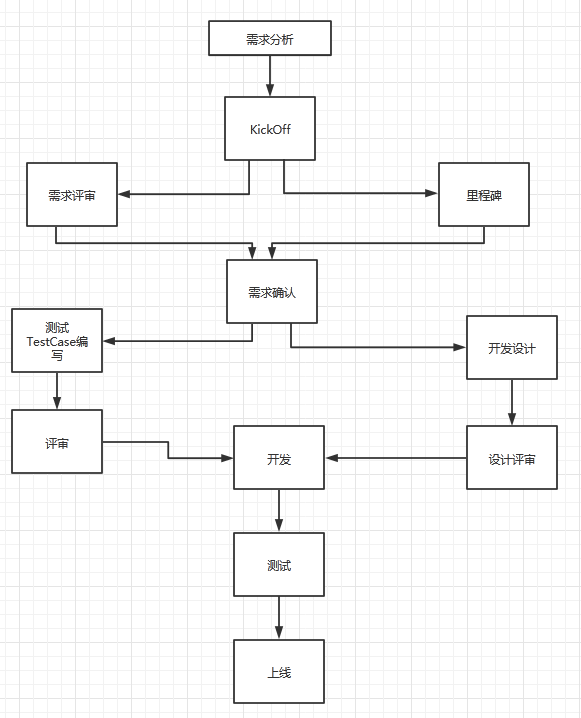 需求分析
KickOff
需求评审
里程碑
需求确认
测试
TestCase编
写
开发设计
评审
开发
设计评审
测试
上线